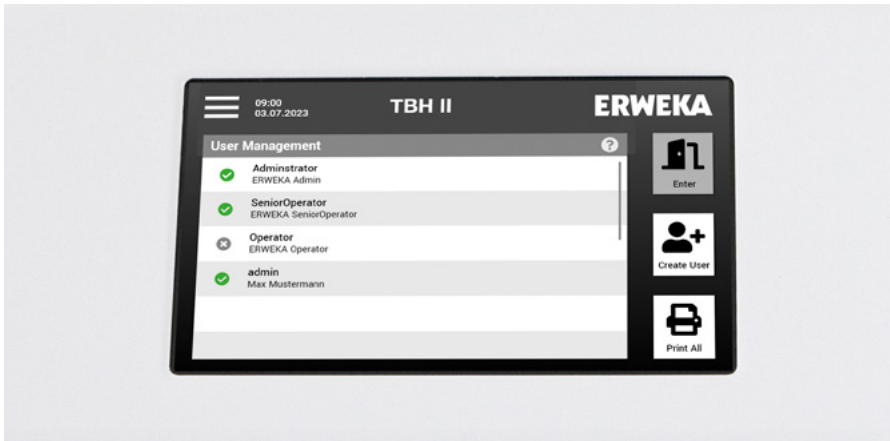 09:00
03.07.2023
TBH II
ERWEKA
User Management
?
Adminstrator
ERWEKA Admin
SeniorOperator
ERWEKA SeniorOperator
Operator
ERWEKA Operator
admin
Max Mustermann
Enter
Create User
Print All